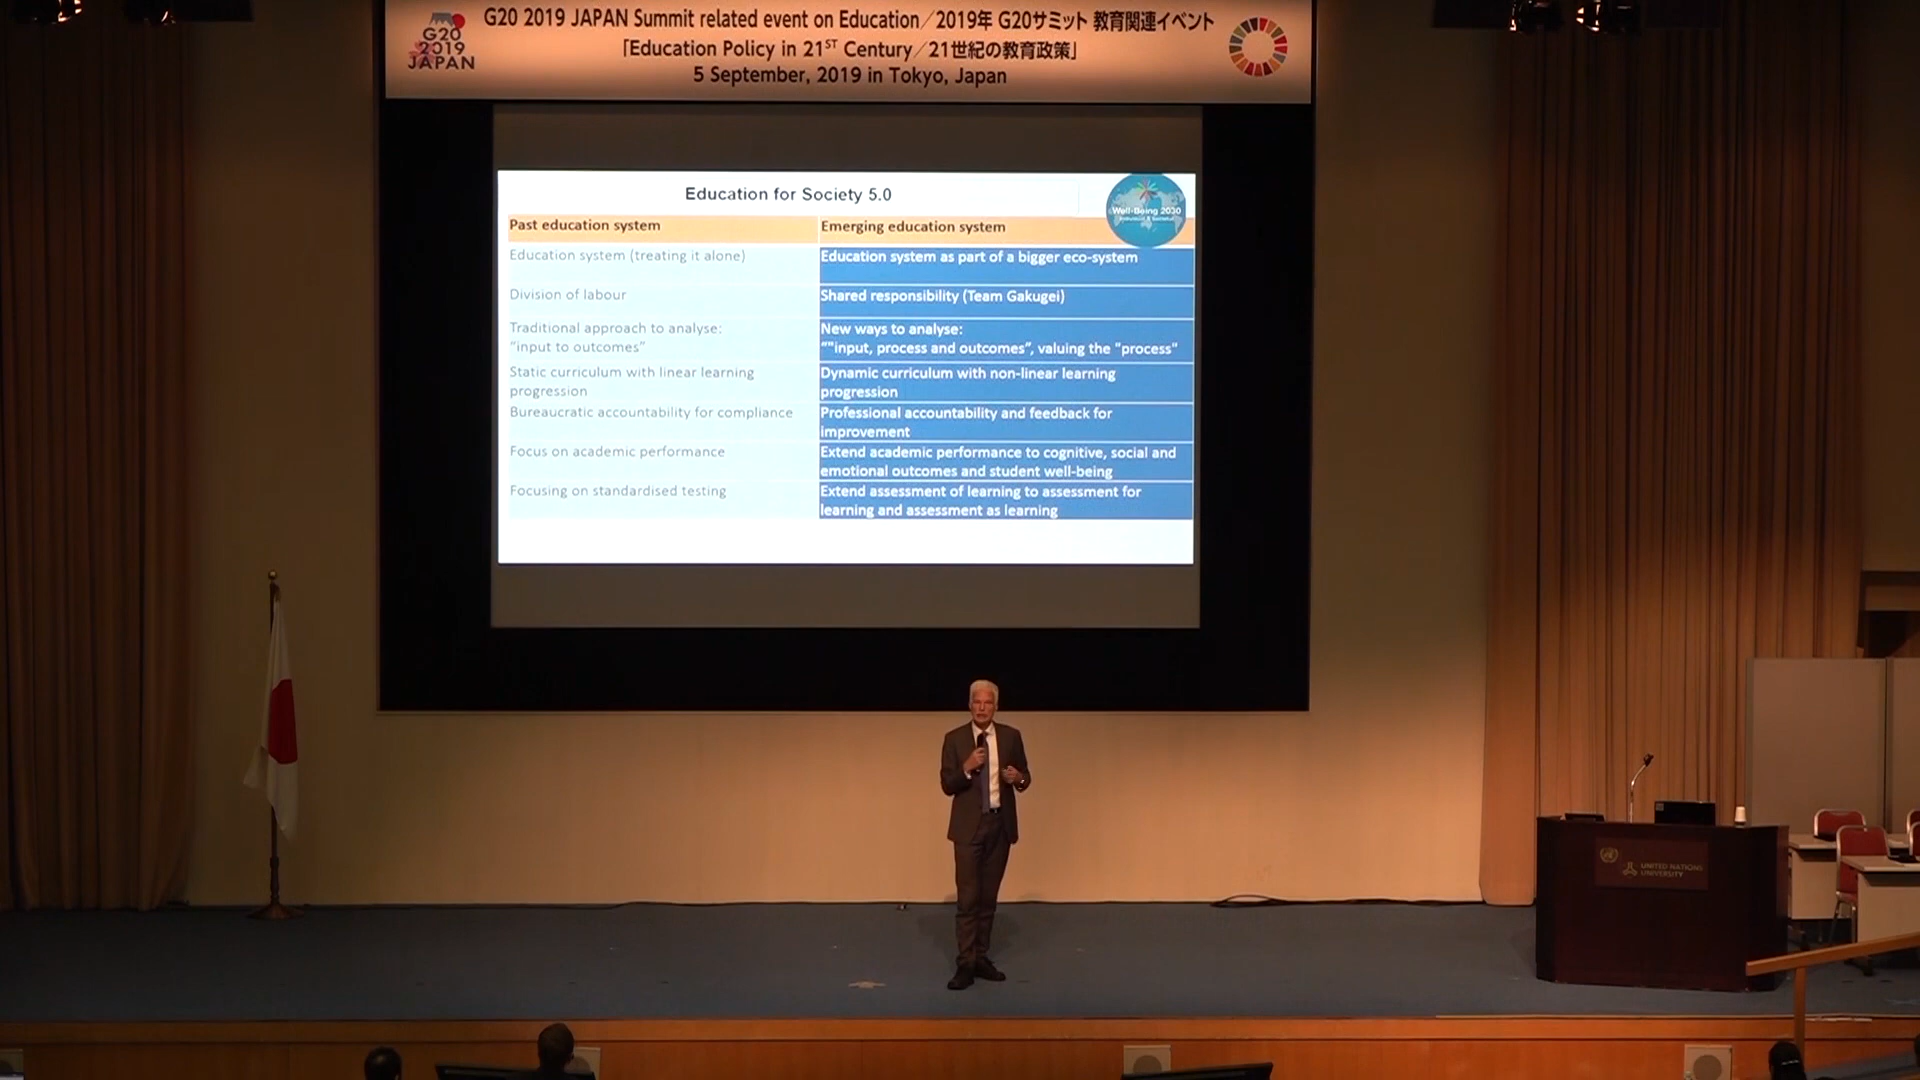 G20 2019 JAPAN Summit related event on Education／2019年 G20サミット 教育関連イベント
「Education Policy in 21ST Century／21世紀の教育政策」
5 September, 2019 in Tokyo, Japan
G20
2019
JAPAN
Education for Society 5.0
Well-Being 2030
Past education system
Emerging education system
Education system (treating it alone)
Education system as part of a bigger eco-system
Division of labour
Shared responsibility (Team Gakugei)
Traditional approach to analyse:
“input to outcomes”
New ways to analyse:
“"input, process and outcomes”, valuing the “process"
Static curriculum with linear learning
progression
Dynamic curriculum with non-linear learning
progression
Bureaucratic accountability for compliance
Professional accountability and feedback for
improvement
Focus on academic performance
Extend academic performance to cognitive, social and
emotional outcomes and student well-being
Focusing on standardised testing
Extend assessment of learning to assessment for
learning and assessment as learning
UNITED NATIONS
UNIVERSITY